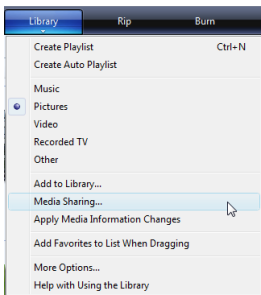 Library Rip Burn
Create Playlist Ctrl+N
Create Auto Playlist
Music
Pictures
Video
Recorded TV
Other
Add to Library...
Media Sharing...
Apply Media Information Changes
Add Favorites to List When Dragging
More Options...
Help with Using the Library